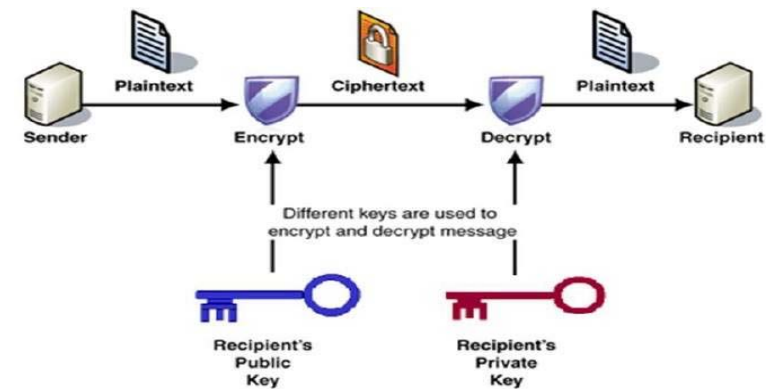 Plaintext
Ciphertext
Plaintext
Sender
Encrypt
Decrypt
Recipient
Different keys are used to
encrypt and decrypt message
Recipient's
Public
Key
Recipient's
Private
Key